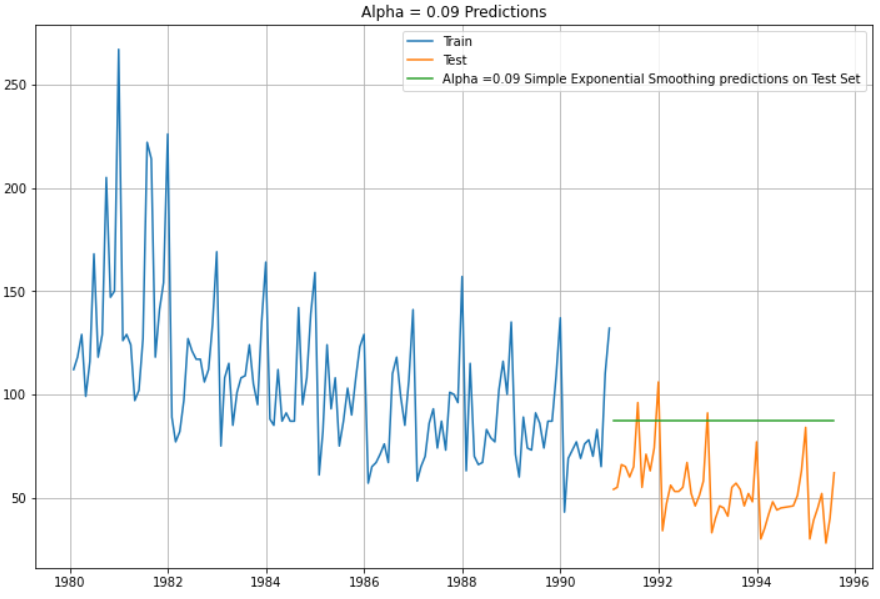 Alpha = 0.09 Predictions
Train
Test
Alpha =0.09 Simple Exponential Smoothing predictions on Test Set
250
200
150
100
50
1980 1982 1984 1986 1988 1990 1992 1994 1996